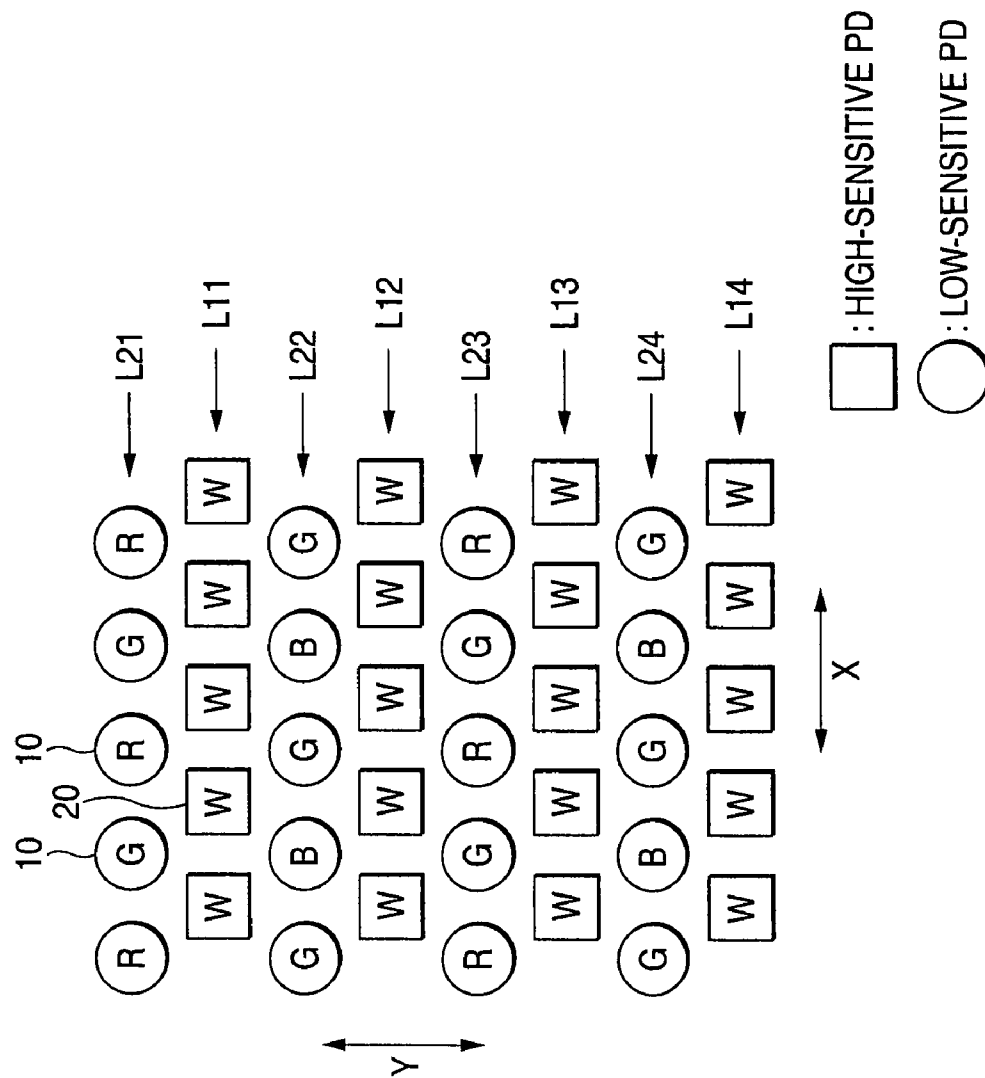 10 10
20
R G R G R L21
W W W W W L11
G B G B G L22
W W W W W L12
R G R G R L23
W W W W W L13
G B G B G L24
W W W W W L14
Y
X
: HIGH-SENSITIVE PD
: LOW-SENSITIVE PD